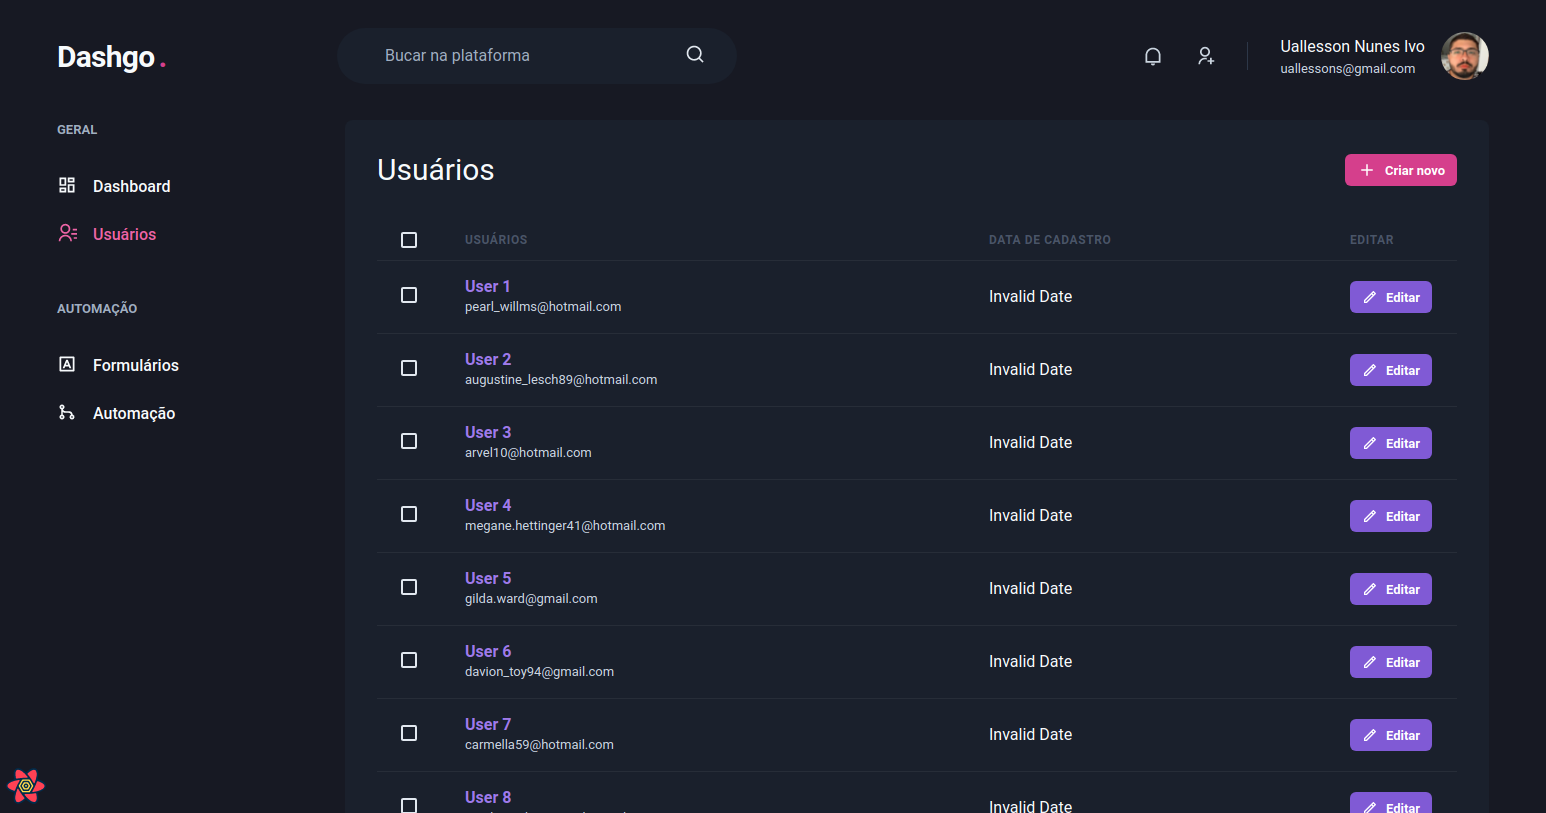 Dashgo.
Bucar na plataforma
Uallesson Nunes Ivo
uallessons@gmail.com
GERAL
Dashboard
Usuários
AUTOMAÇÃO
Formulários
Automação
Usuários
Criar novo
USUÁRIOS DATA DE CADASTRO EDITAR
User 1
pearl_willms@hotmail.com
Invalid Date
Editar
User 2
augustine_lesch89@hotmail.com
Invalid Date
Editar
User 3
arvel10@hotmail.com
Invalid Date
Editar
User 4
megane.hettinger41@hotmail.com
Invalid Date
Editar
User 5
gilda.ward@gmail.com
Invalid Date
Editar
User 6
davion_toy94@gmail.com
Invalid Date
Editar
User 7
carmella59@hotmail.com
Invalid Date
Editar
User 8
Invalid Date
Editar